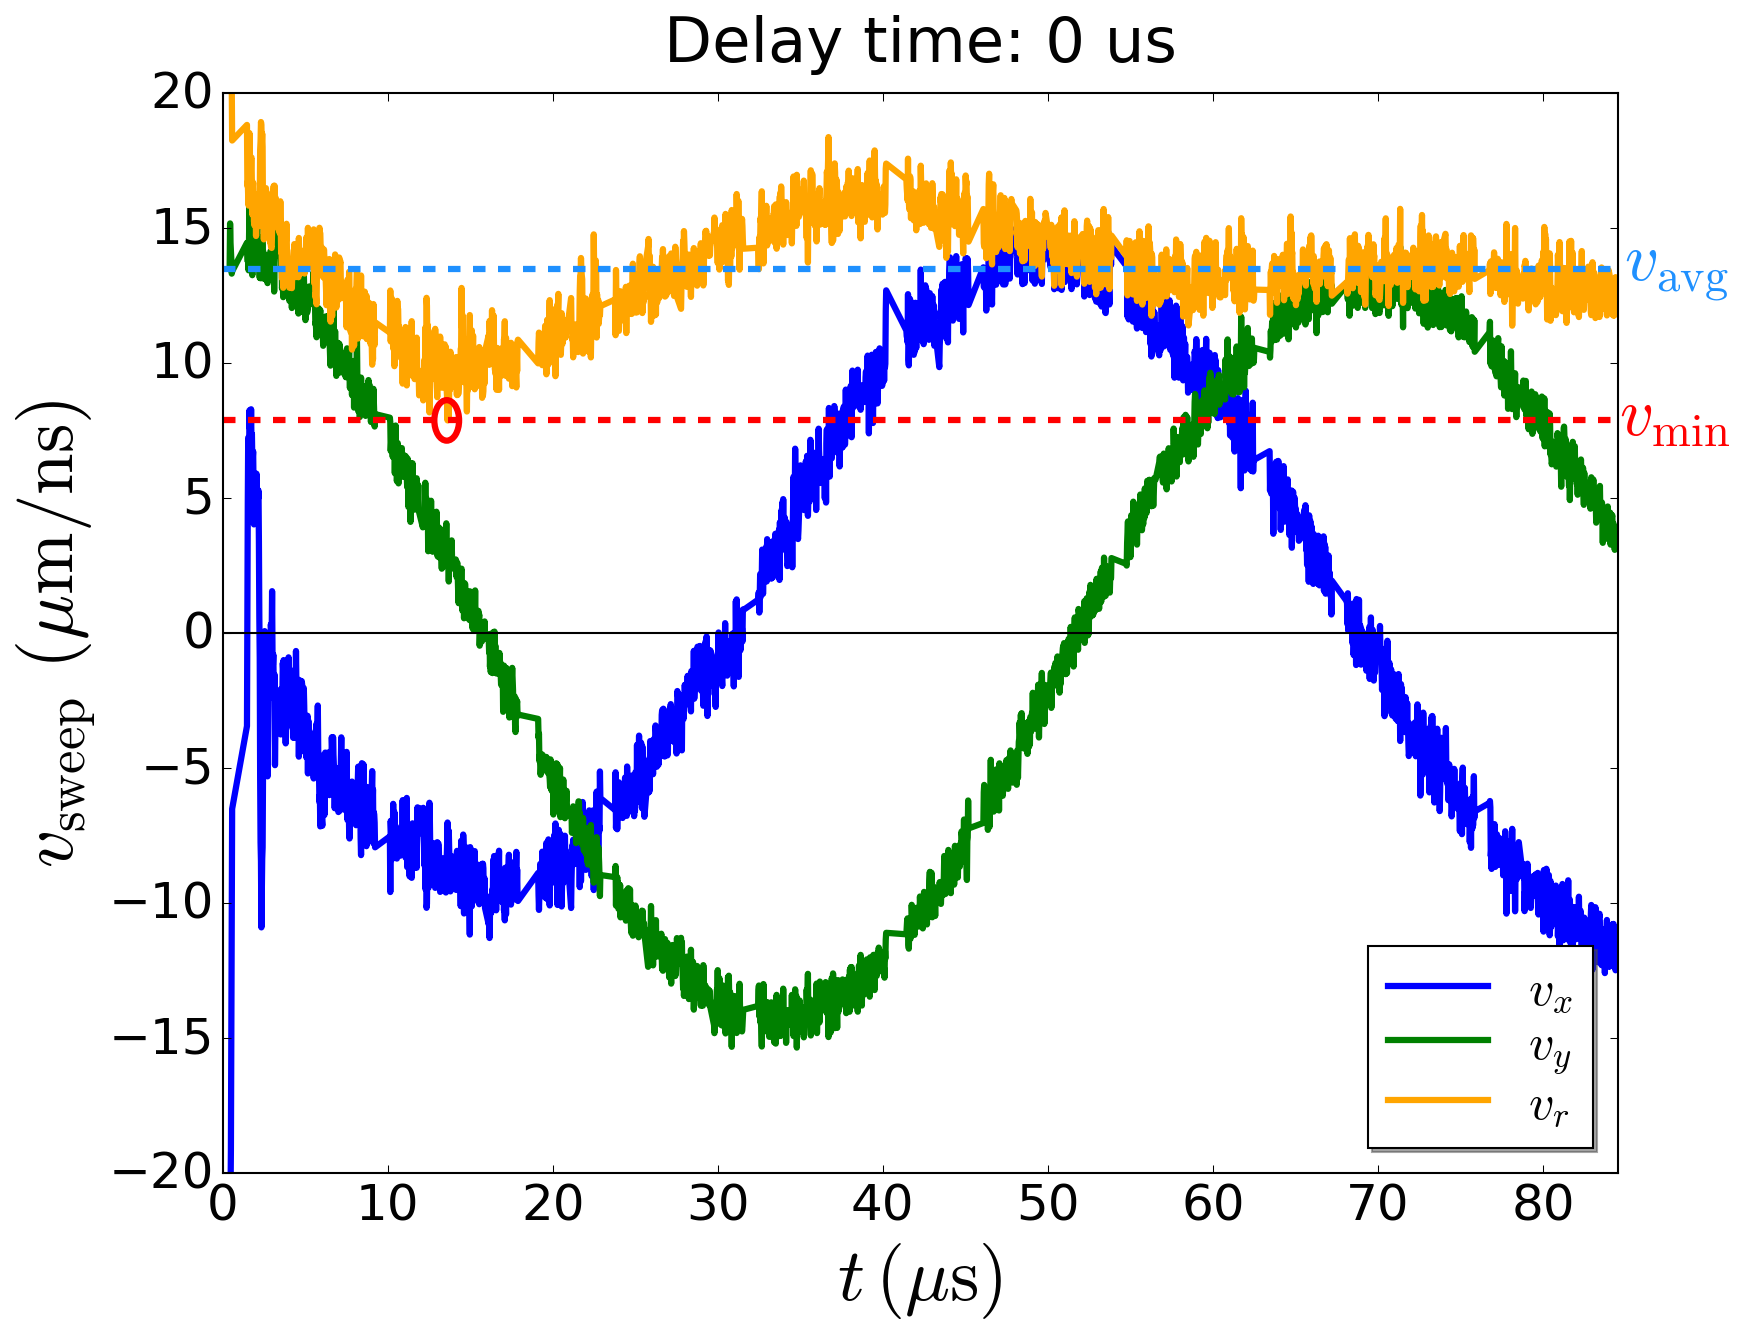 Delay time: 0 us
20
15
10
5
0
−5
−10
−15
−20
v_sweep (μm/ns)
v_avg
v_min
v_x
v_y
v_r
0 10 20 30 40 50 60 70 80
t (μs)